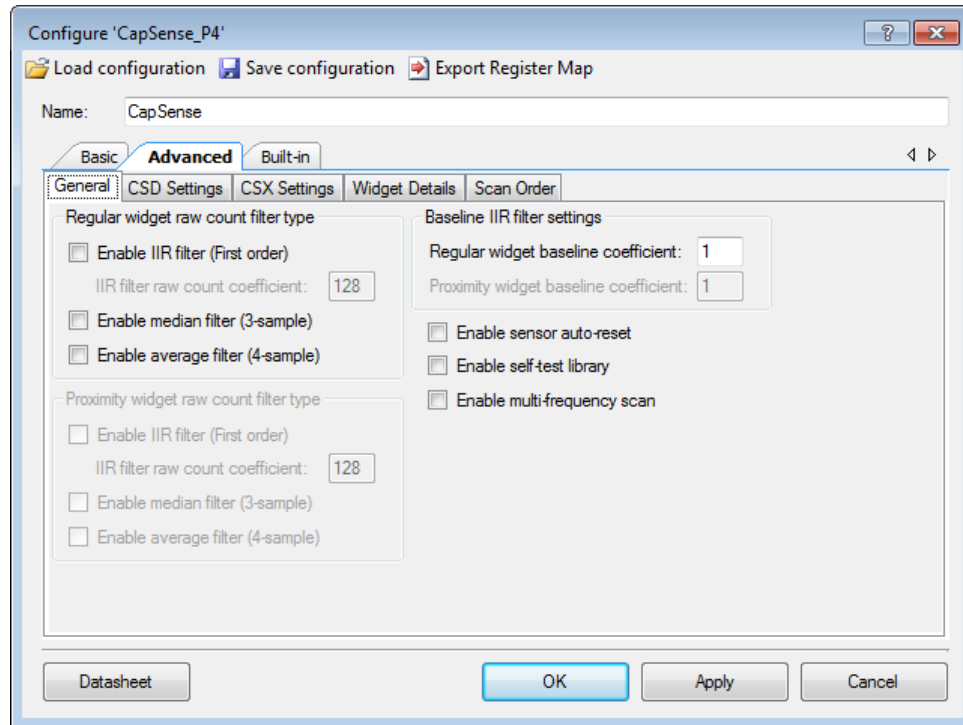 Configure 'CapSense_P4'
Load configuration Save configuration Export Register Map
Name: CapSense
Basic Advanced Built-in
General CSD Settings CSX Settings Widget Details Scan Order
Regular widget raw count filter type
Enable IIR filter (First order)
IIR filter raw count coefficient: 128
Enable median filter (3-sample)
Enable average filter (4-sample)
Proximity widget raw count filter type
Enable IIR filter (First order)
IIR filter raw count coefficient: 128
Enable median filter (3-sample)
Enable average filter (4-sample)
Baseline IIR filter settings
Regular widget baseline coefficient: 1
Proximity widget baseline coefficient: 1
Enable sensor auto-reset
Enable self-test library
Enable multi-frequency scan
Datasheet OK Apply Cancel